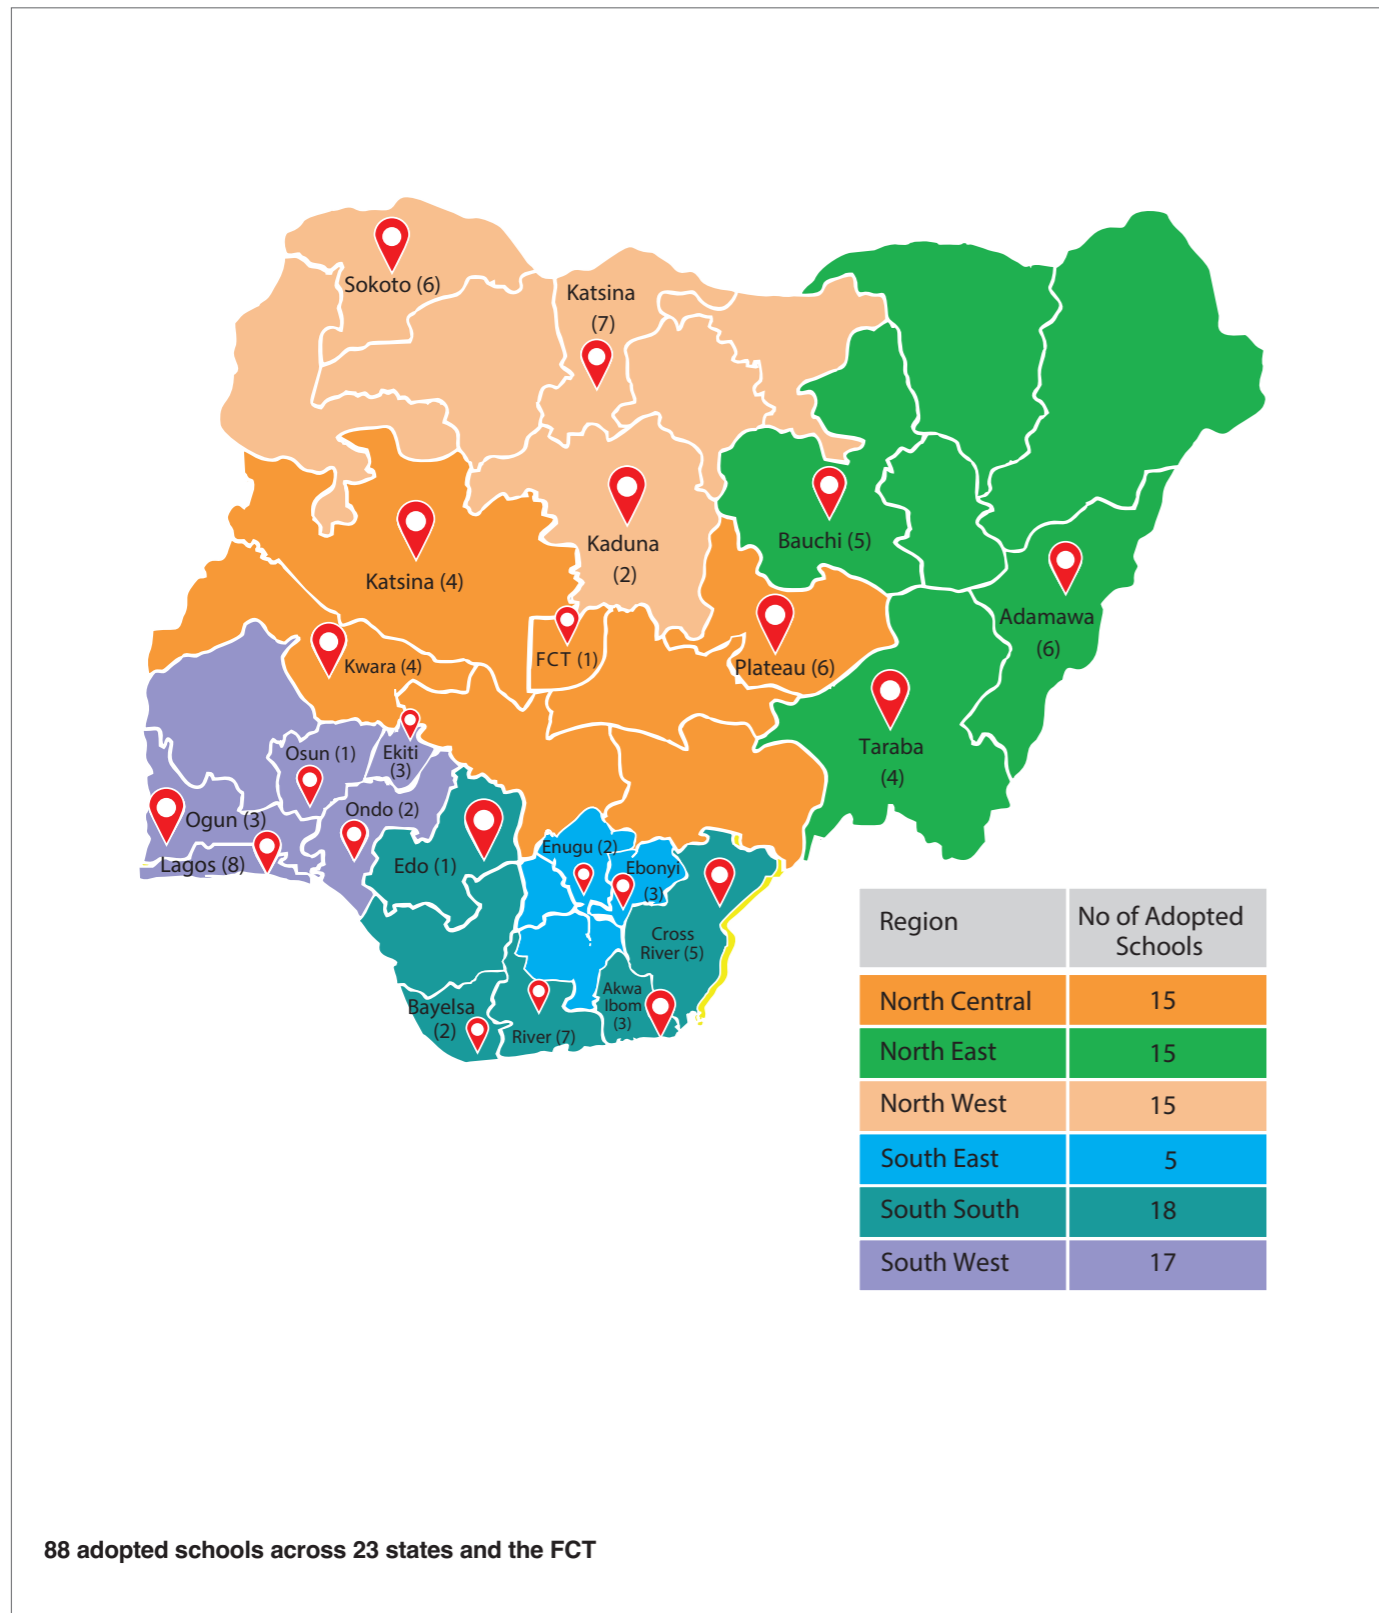 Sokoto (6)
Katsina
(7)
Kaduna
(2)
Bauchi (5)
Katsina (4)
Adamawa
(6)
FCT (1)
Kwara (4)
Plateau (6)
Taraba
(4)
Osun (1)
Ekiti
(3)
Ogun (3)
Ondo (2)
Lagos (8)
Edo (1)
Enugu (2)
Ebonyi
(3)
Cross
River (5)
Akwa
Ibom
(3)
Bayelsa
(2)
River (7)
Region
No of Adopted
Schools
North Central 15
North East 15
North West 15
South East 5
South South 18
South West 17
88 adopted schools across 23 states and the FCT